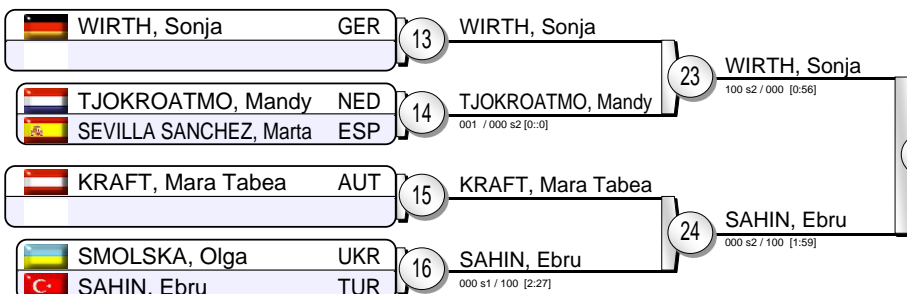 WIRTH, Sonja GER
13
WIRTH, Sonja
23
WIRTH, Sonja
100 s2 / 000 [0:56]
TJOKROATMO, Mandy NED
SEVILLA SANCHEZ, Marta ESP
14
TJOKROATMO, Mandy
001 / 000 s2 [0::0]
KRAFT, Mara Tabea AUT
15
KRAFT, Mara Tabea
24
SAHIN, Ebru
000 s2 / 100 [1:59]
SMOLSKA, Olga UKR
SAHIN, Ebru TUR
16
SAHIN, Ebru
000 s1 / 100 [2:27]